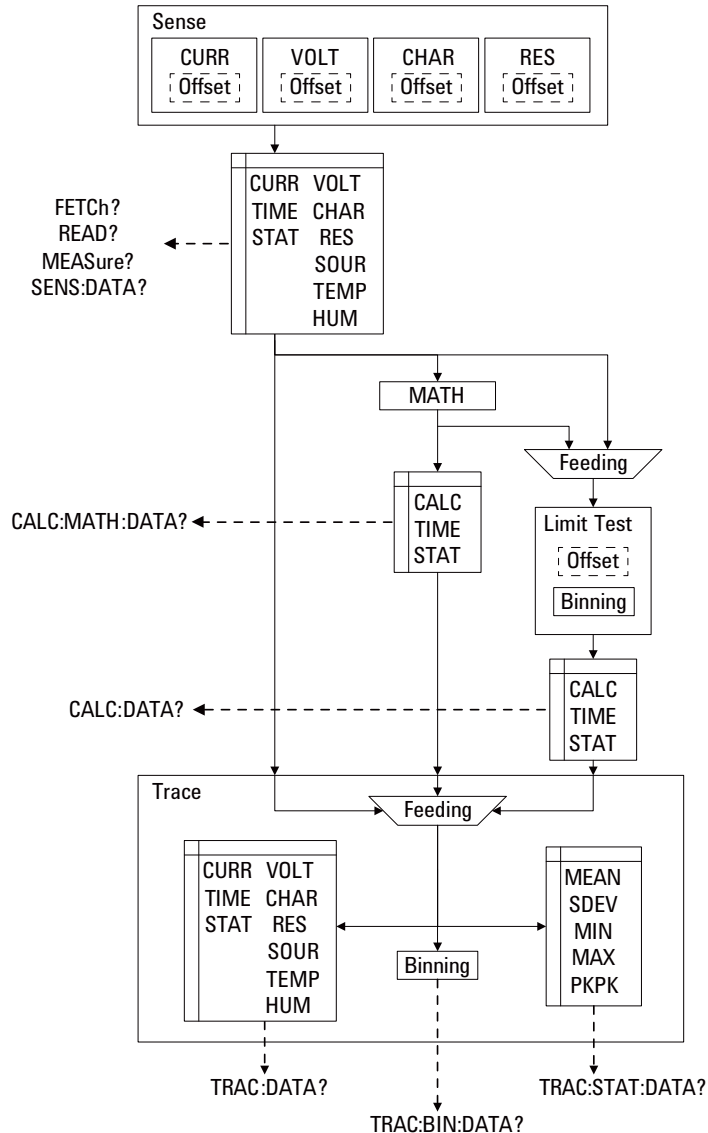 Sense
CURR VOLT CHAR RES
Offset Offset Offset Offset
CURR VOLT
TIME CHAR
STAT RES
SOUR
TEMP
HUM
FETCh?
READ?
MEASure?
SENS:DATA?
MATH
Feeding
CALC
TIME
STAT
CALC:MATH:DATA?
Limit Test
Offset
Binning
CALC
TIME
STAT
CALC:DATA?
Trace
Feeding
CURR VOLT
TIME CHAR
STAT RES
SOUR
TEMP
HUM
Binning
MEAN
SDEV
MIN
MAX
PKPK
TRAC:DATA?
TRAC:STAT:DATA?
TRAC:BIN:DATA?